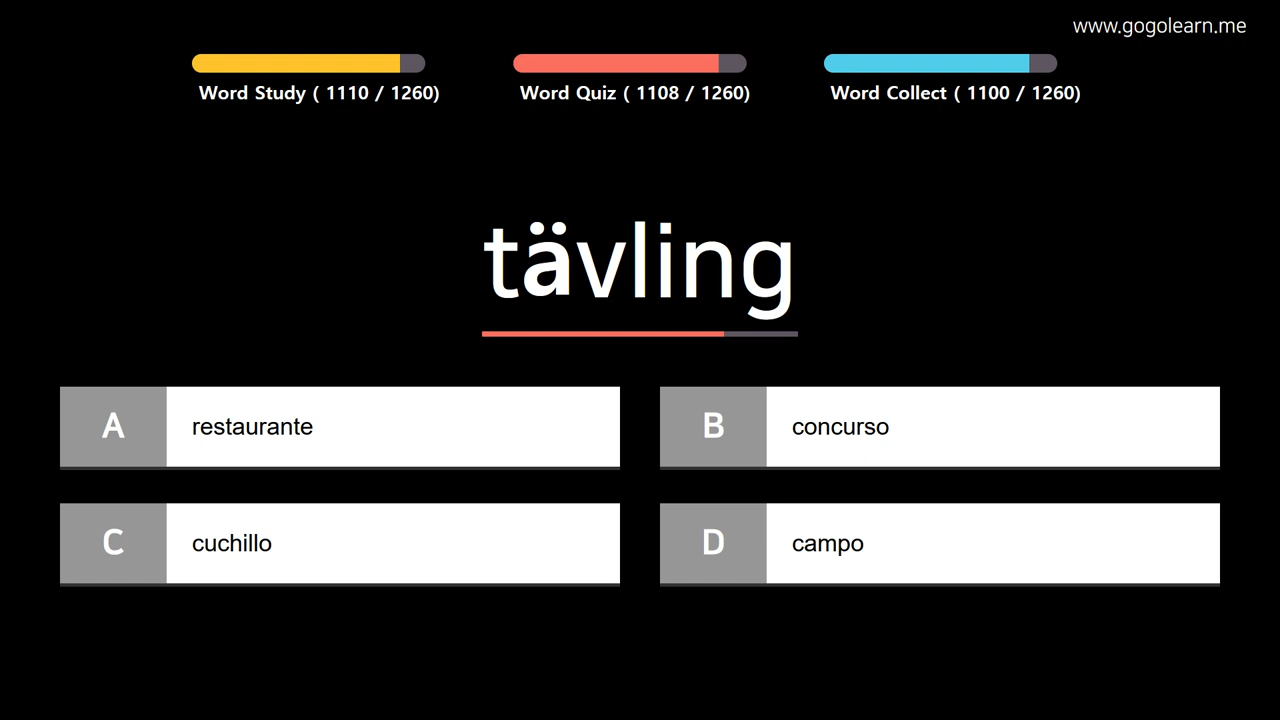 www.gogolearn.me
Word Study ( 1110 / 1260)
Word Quiz ( 1108 / 1260)
Word Collect ( 1100 / 1260)
tävling
A restaurante
B concurso
C cuchillo
D campo